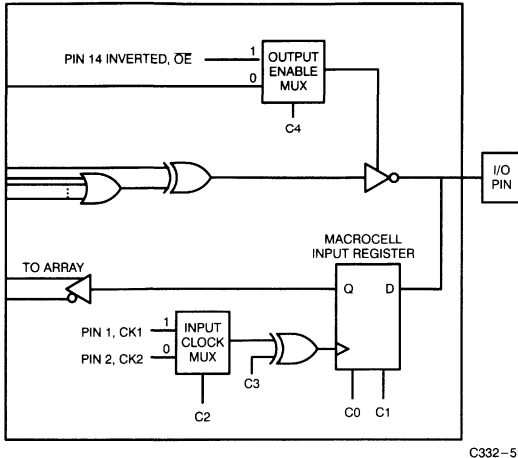 PIN 14 INVERTED, O̅E̅
1
0
OUTPUT
ENABLE
MUX
C4
I/O
PIN
TO ARRAY
MACROCELL
INPUT REGISTER
Q
D
PIN 1, CK1
1
PIN 2, CK2
0
INPUT
CLOCK
MUX
C3
C2
C0
C1
C332–5